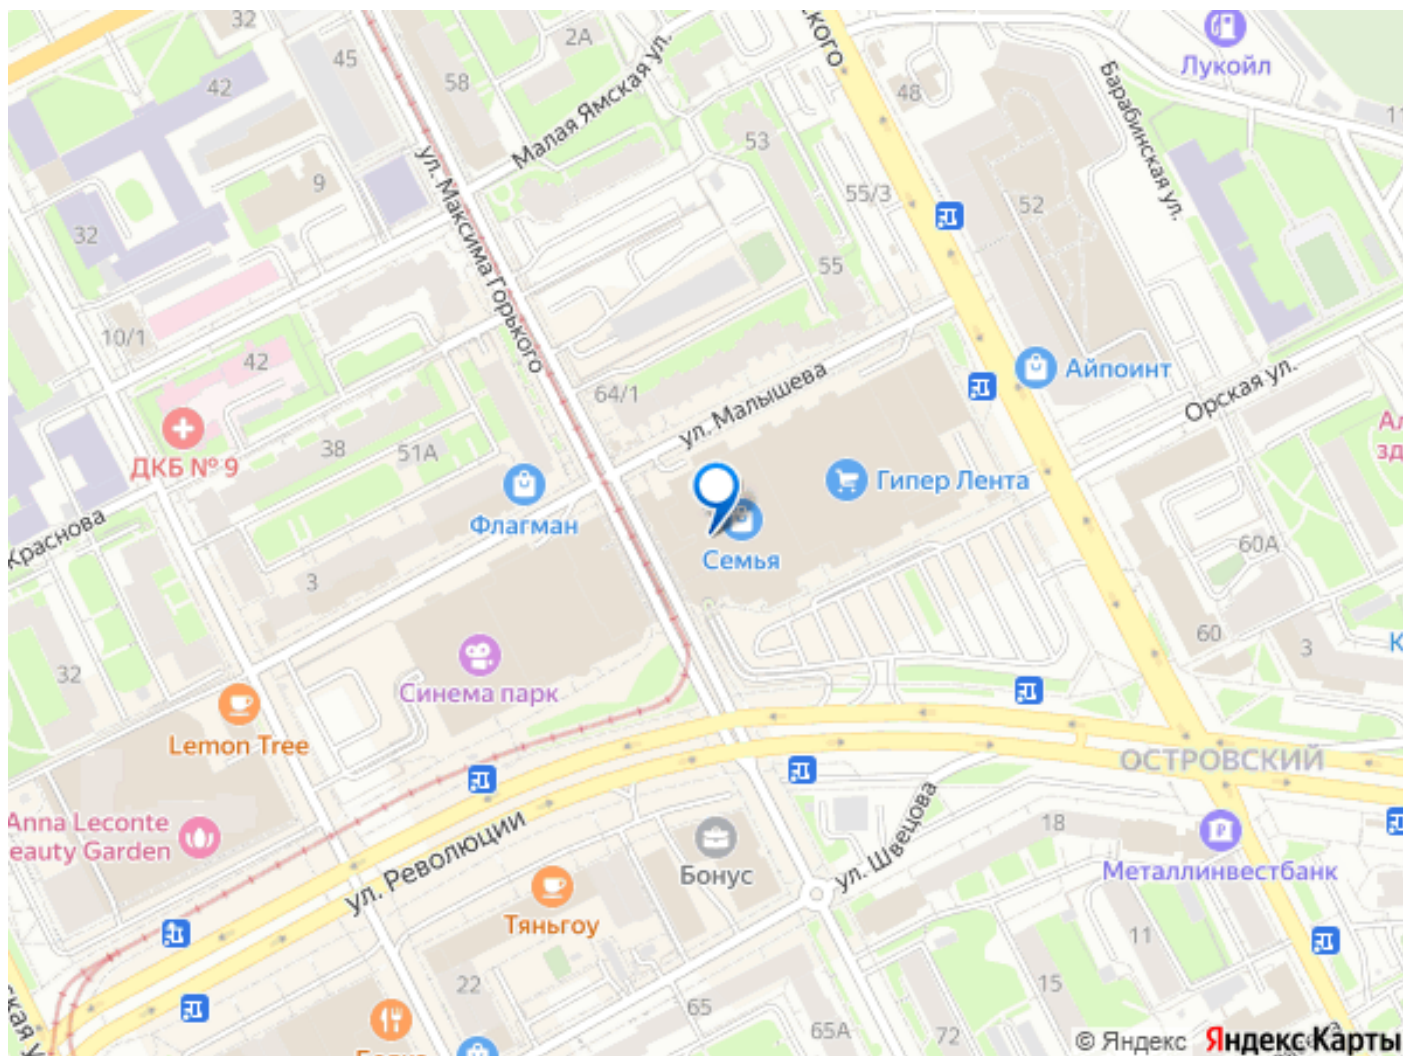 32
45
42
58
2А
Малая Ямская ул.
ского
48
Лукойл
Барабинская ул.
11
9
53
55/3
52
32
ул. Максима Горького
55
10/1
42
64/1
ул. Малышева
Айпоинт
Орская ул.
ДКБ № 9
38
51А
Флагман
Гипер Лента
Семья
Краснова
3
60А
60
3
32
Синема парк
Lemon Tree
ОСТРОВСКИЙ
Anna Leconte
eauty Garden
ул. Революции
Бонус
ул. Швецова
18
Металлинвестбанк
Тяньгоу
22
11
15
65
65А
72
ская у
© Яндекс
Яндекс Карты